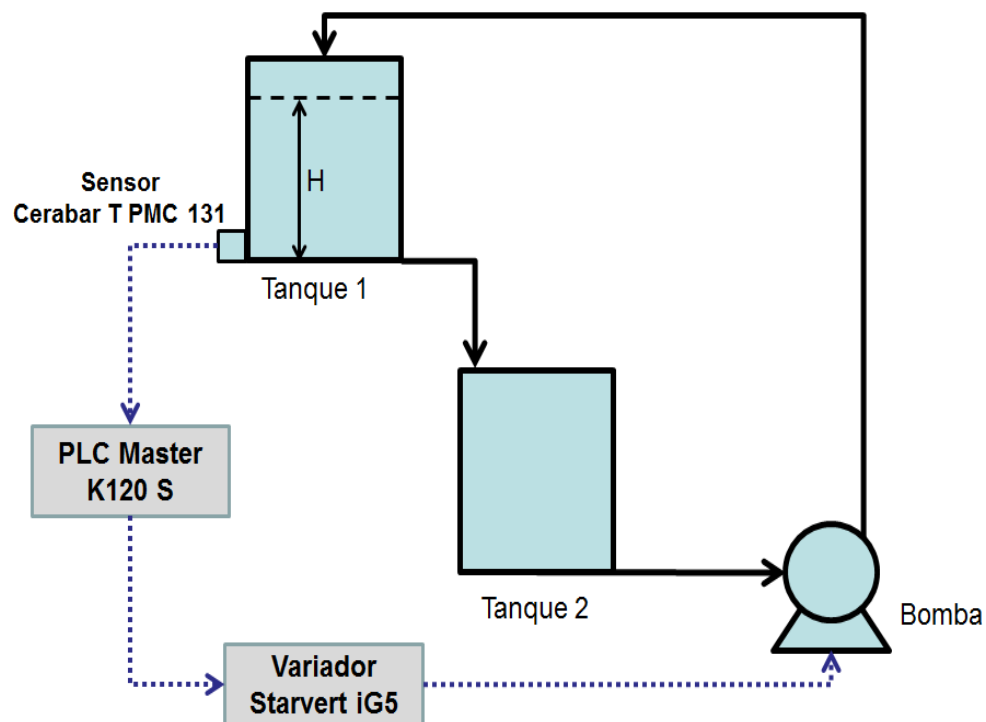 H
Sensor
Cerabar T PMC 131
Tanque 1
PLC Master
K120 S
Tanque 2
Bomba
Variador
Starvert iG5